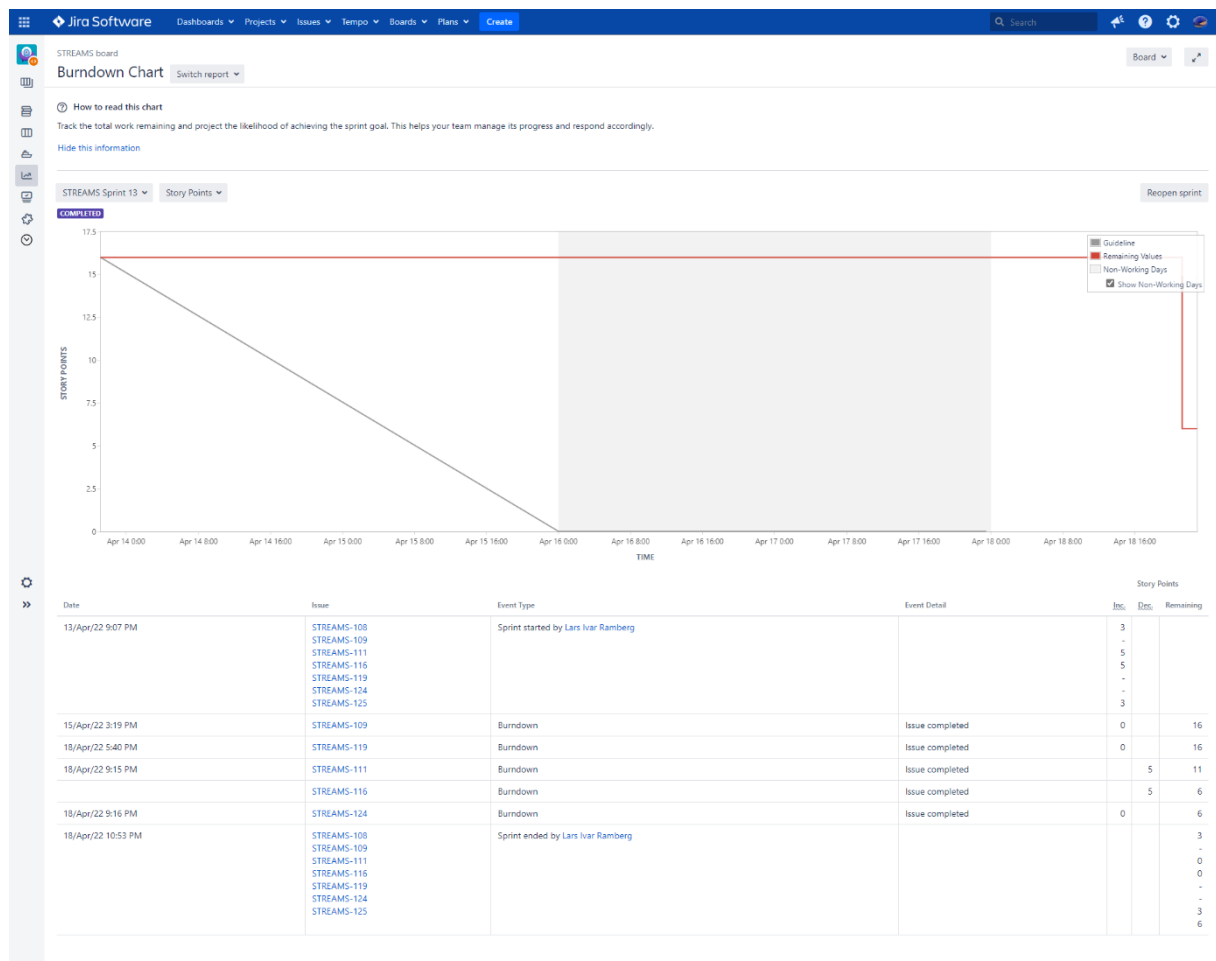 Jira Software Dashboards Projects Issues Tempo Boards Plans Create Search
STREAMS board
Burndown Chart Switch report
Board
How to read this chart
Track the total work remaining and project the likelihood of achieving the sprint goal. This helps your team manage its progress and respond accordingly.
Hide this information
STREAMS Sprint 13 Story Points Reopen sprint
COMPLETED
17.5
15
12.5
10
7.5
5
2.5
0
STORY POINTS
Guideline
Remaining Values
Non-Working Days
Show Non-Working Days
Apr 14 0:00 Apr 14 8:00 Apr 14 16:00 Apr 15 0:00 Apr 15 8:00 Apr 15 16:00 Apr 16 0:00 Apr 16 8:00 Apr 16 16:00 Apr 17 0:00 Apr 17 8:00 Apr 17 16:00 Apr 18 0:00 Apr 18 8:00 Apr 18 16:00
TIME
Story Points
Date Issue Event Type Event Detail Inc. Dec. Remaining
13/Apr/22 9:07 PM STREAMS-108 Sprint started by Lars Ivar Ramberg 3
STREAMS-109 -
STREAMS-111 5
STREAMS-116 5
STREAMS-119 -
STREAMS-124 -
STREAMS-125 3
15/Apr/22 3:19 PM STREAMS-109 Burndown Issue completed 0 16
18/Apr/22 5:40 PM STREAMS-119 Burndown Issue completed 0 16
18/Apr/22 9:15 PM STREAMS-111 Burndown Issue completed 5 11
STREAMS-116 Burndown Issue completed 5 6
18/Apr/22 9:16 PM STREAMS-124 Burndown Issue completed 0 6
18/Apr/22 10:53 PM STREAMS-108 Sprint ended by Lars Ivar Ramberg 3
STREAMS-109 -
STREAMS-111 0
STREAMS-116 0
STREAMS-119 -
STREAMS-124 -
STREAMS-125 3
6